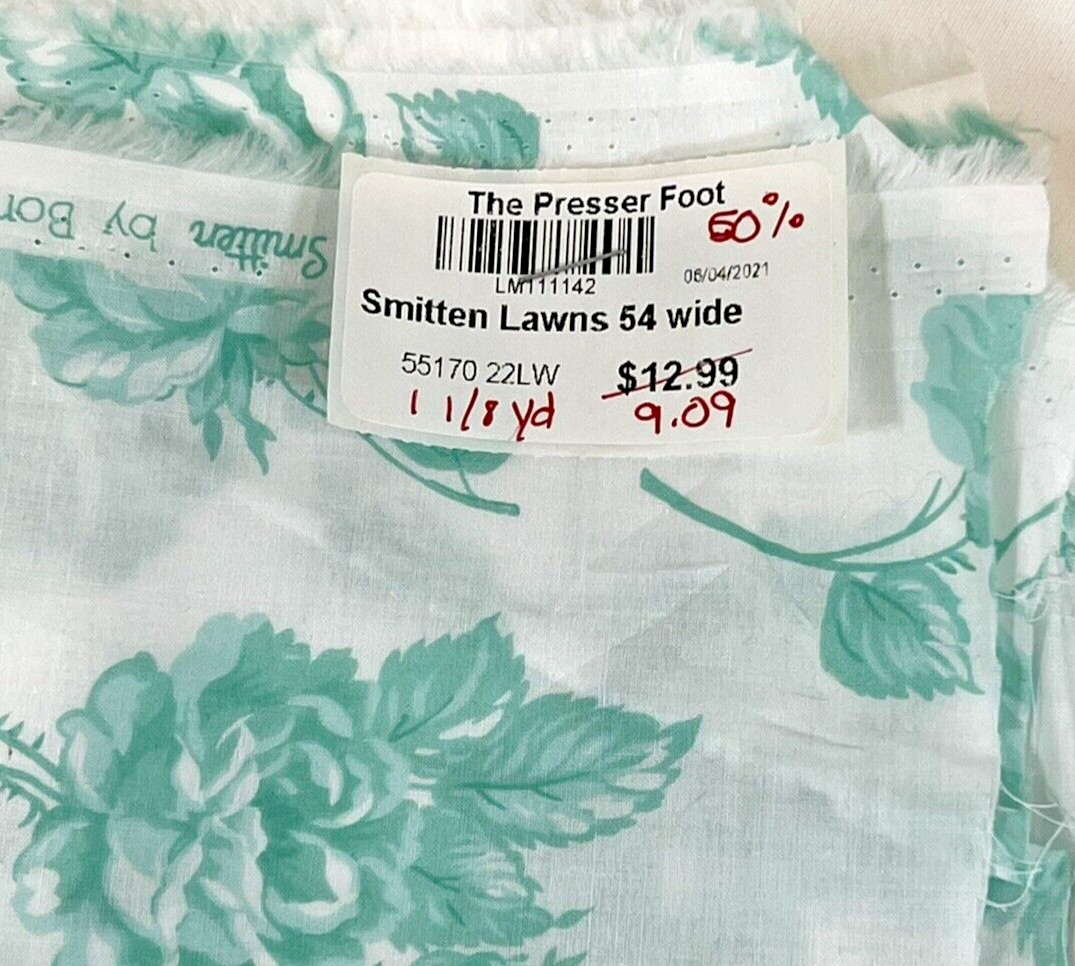 The Presser Foot
50%
LM111142
06/04/2021
Smitten Lawns 54 wide
55170 22LW $12.99
1 1/8 yd 9.09
Smitten by Bon